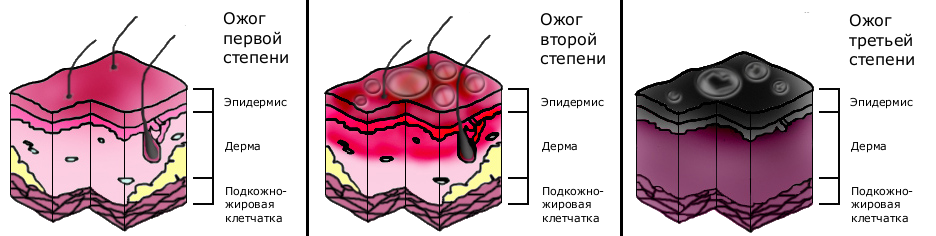 Ожог
первой
степени
Эпидермис
Дерма
Подкожно-
жировая
клетчатка
Ожог
второй
степени
Эпидермис
Дерма
Подкожно-
жировая
клетчатка
Ожог
третьей
степени
Эпидермис
Дерма
Подкожно-
жировая
клетчатка